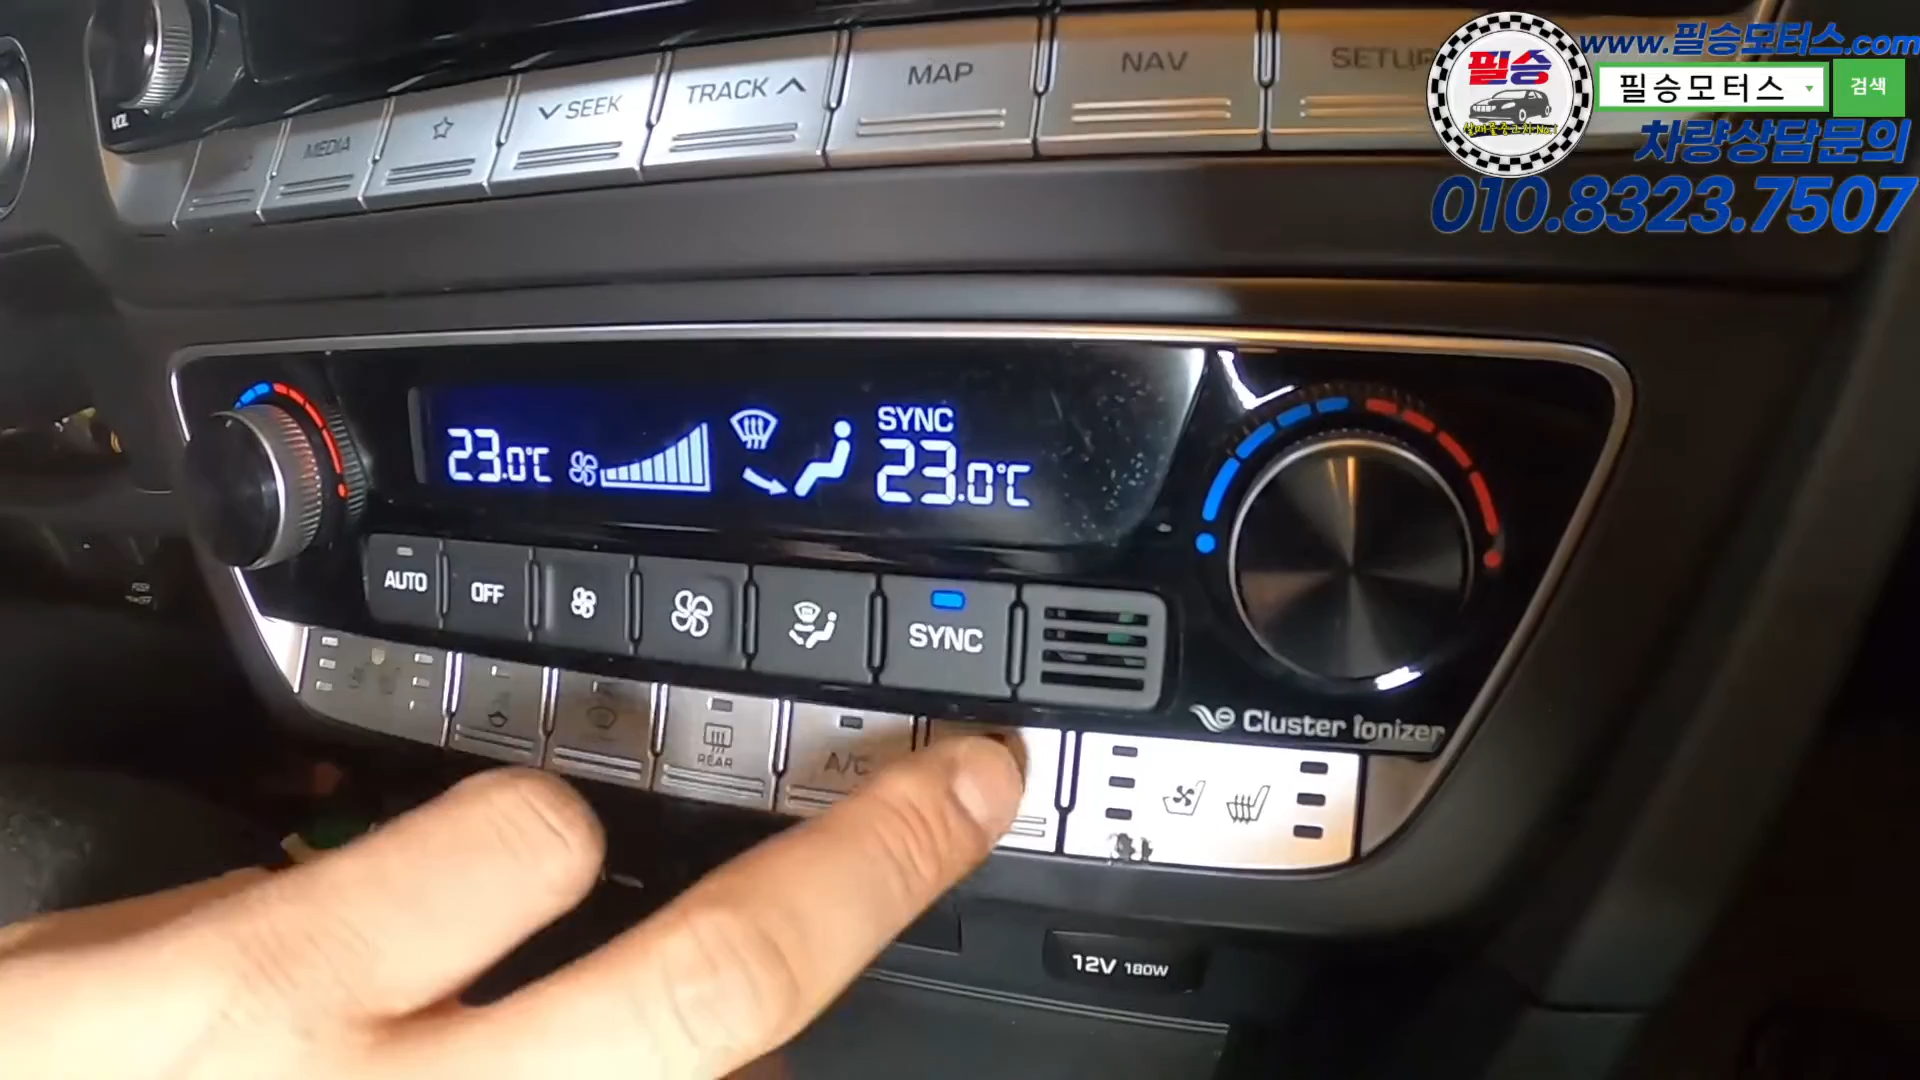 www.필승모터스.com
필승
필승모터스
검색
차량상담문의
010.8323.7507
VOL
MEDIA
SEEK
TRACK
MAP
NAV
SETUP
23.0°C
SYNC
23.0°C
AUTO
OFF
SYNC
Cluster Ionizer
REAR
A/C
12V 180W